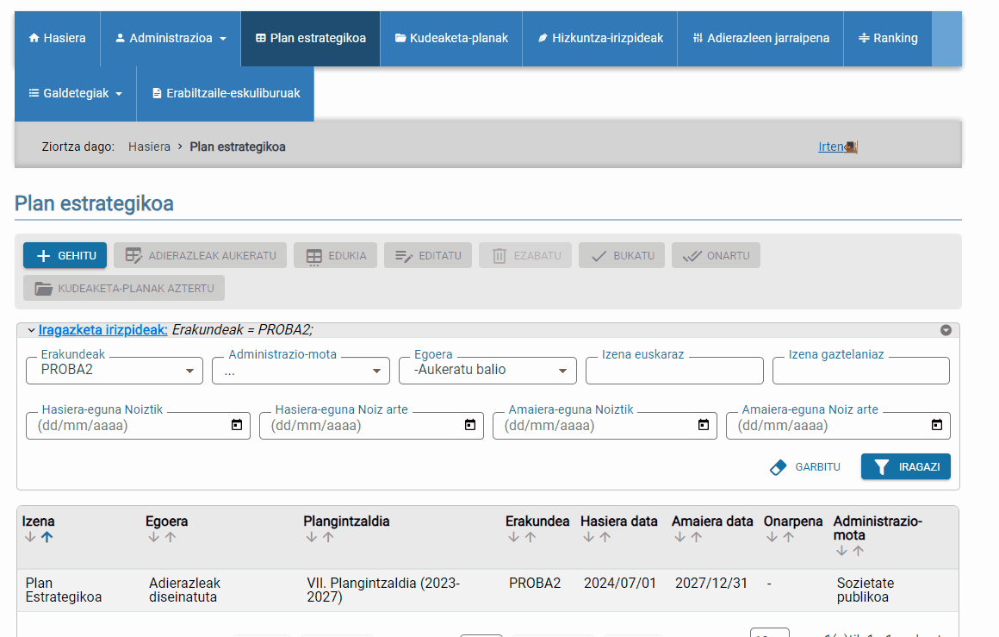 Hasiera Administrazioa Plan estrategikoa Kudeaketa-planak Hizkuntza-irizpideak Adierazleen jarraipena Ranking
Galdetegiak Erabiltzaile-eskuliburuak
Ziortza dago: Hasiera > Plan estrategikoa Irten
Plan estrategikoa
GEHITU ADIERAZLEAK AUKERATU EDUKIA EDITATU EZABATU BUKATU ONARTU
KUDEAKETA-PLANAK AZTERTU
Iragazketa irizpideak: Erakundeak = PROBA2;
Erakundeak Administrazio-mota Egoera Izena euskaraz Izena gaztelaniaz
PROBA2 ... -Aukeratu balio
Hasiera-eguna Noiztik Hasiera-eguna Noiz arte Amaiera-eguna Noiztik Amaiera-eguna Noiz arte
(dd/mm/aaaa) (dd/mm/aaaa) (dd/mm/aaaa) (dd/mm/aaaa)
GARBITU IRAGAZI
Izena Egoera Plangintzaldia Erakundea Hasiera data Amaiera data Onarpena Administrazio-
mota
Plan Adierazleak VII. Plangintzaldia (2023- PROBA2 2024/07/01 2027/12/31 - Sozietate
Estrategikoa diseinatuta 2027) publikoa